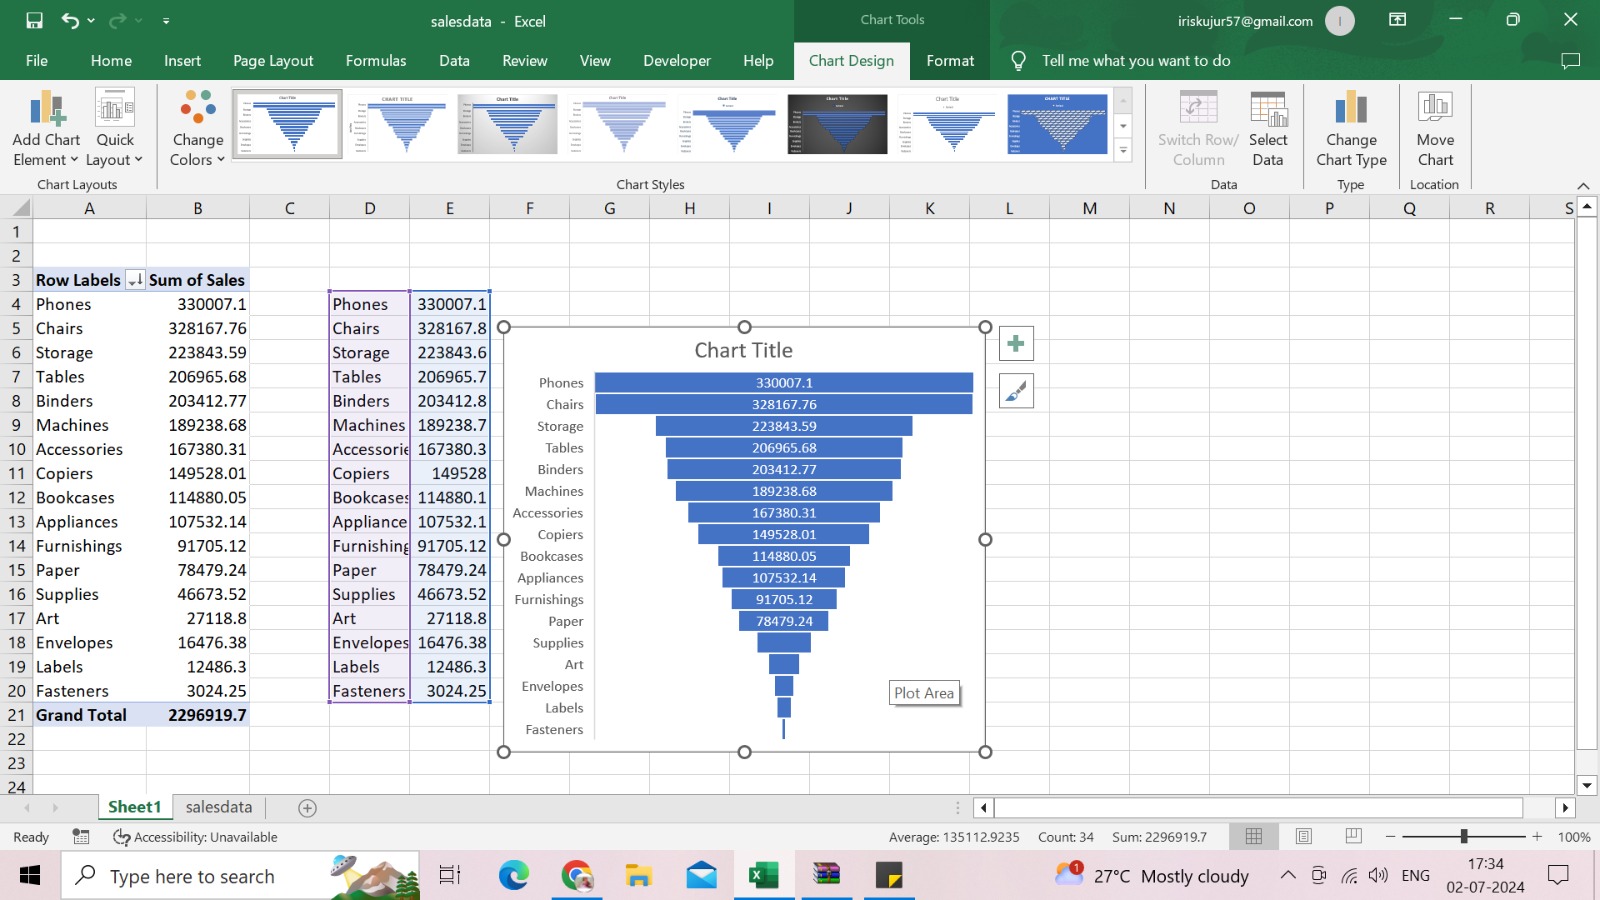 salesdata - Excel
Chart Tools
iriskujur57@gmail.com
I
File Home Insert Page Layout Formulas Data Review View Developer Help Chart Design Format Tell me what you want to do
Add Chart Element
Quick Layout
Change Colors
Switch Row/ Column
Select Data
Change Chart Type
Move Chart
Chart Layouts
Chart Styles
Data
Type
Location
A B C D E F G H I J K L M N O P Q R S
1
2
3 Row Labels Sum of Sales
4 Phones 330007.1 Phones 330007.1
5 Chairs 328167.76 Chairs 328167.8
6 Storage 223843.59 Storage 223843.6
7 Tables 206965.68 Tables 206965.7
8 Binders 203412.77 Binders 203412.8
9 Machines 189238.68 Machines 189238.7
10 Accessories 167380.31 Accessorie 167380.3
11 Copiers 149528.01 Copiers 149528
12 Bookcases 114880.05 Bookcases 114880.1
13 Appliances 107532.14 Appliance 107532.1
14 Furnishings 91705.12 Furnishing 91705.12
15 Paper 78479.24 Paper 78479.24
16 Supplies 46673.52 Supplies 46673.52
17 Art 27118.8 Art 27118.8
18 Envelopes 16476.38 Envelopes 16476.38
19 Labels 12486.3 Labels 12486.3
20 Fasteners 3024.25 Fasteners 3024.25
21 Grand Total 2296919.7
22
23
24
Chart Title
Phones 330007.1
Chairs 328167.76
Storage 223843.59
Tables 206965.68
Binders 203412.77
Machines 189238.68
Accessories 167380.31
Copiers 149528.01
Bookcases 114880.05
Appliances 107532.14
Furnishings 91705.12
Paper 78479.24
Supplies
Art
Envelopes
Labels
Fasteners
Plot Area
Sheet1 salesdata
Ready Accessibility: Unavailable Average: 135112.9235 Count: 34 Sum: 2296919.7 100%
Type here to search
1
27°C Mostly cloudy
ENG
17:34
02-07-2024